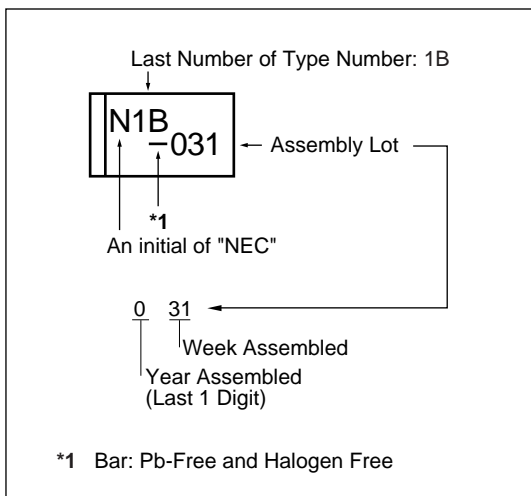 Last Number of Type Number: 1B
N1B
–031
Assembly Lot
*1
An initial of "NEC"
0 31
Week Assembled
Year Assembled
(Last 1 Digit)
*1 Bar: Pb-Free and Halogen Free